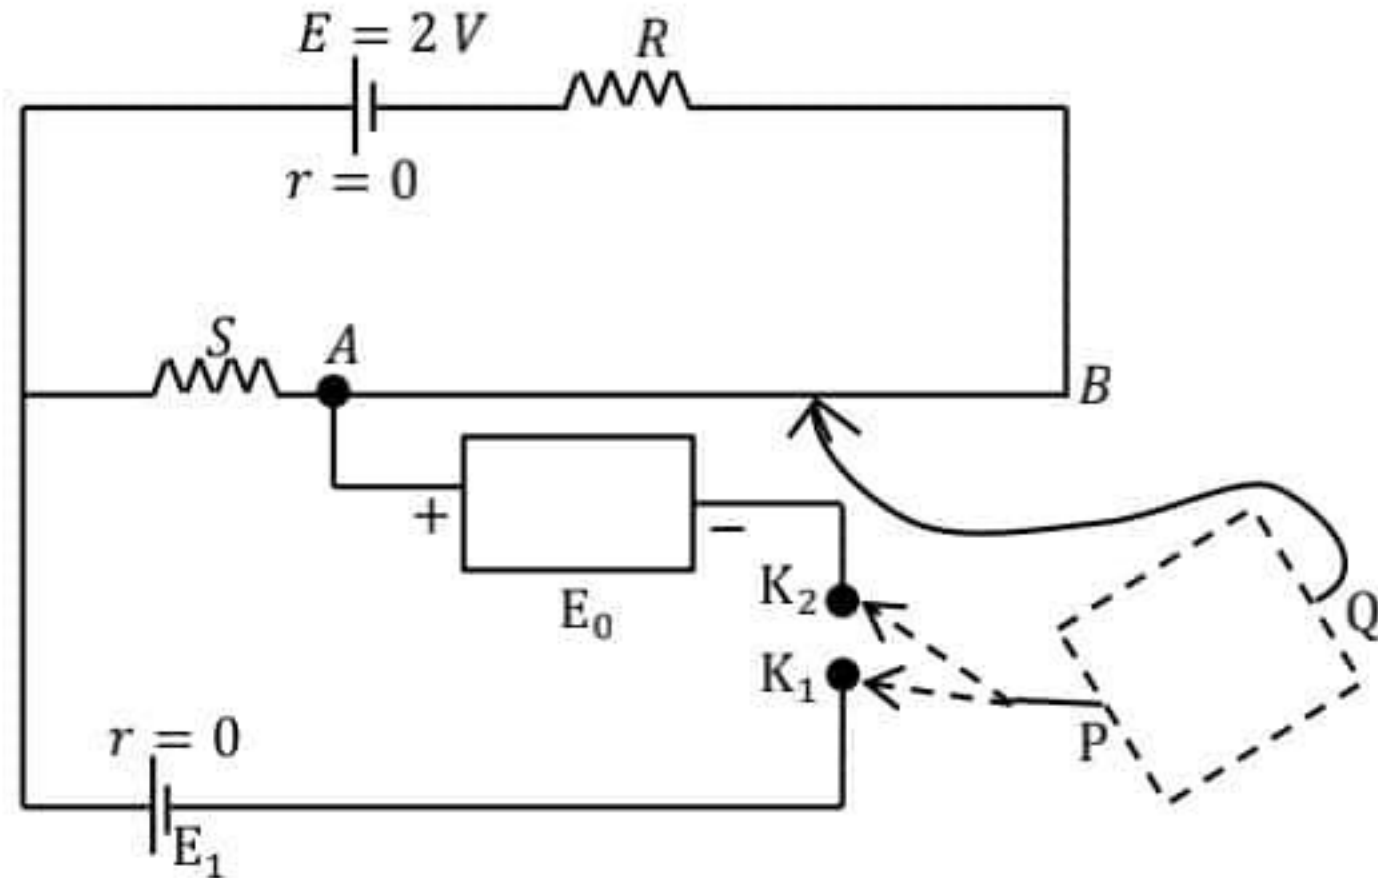 E = 2 V
R
r = 0
S
A
B
+
−
E₀
K₂
K₁
Q
P
r = 0
E₁